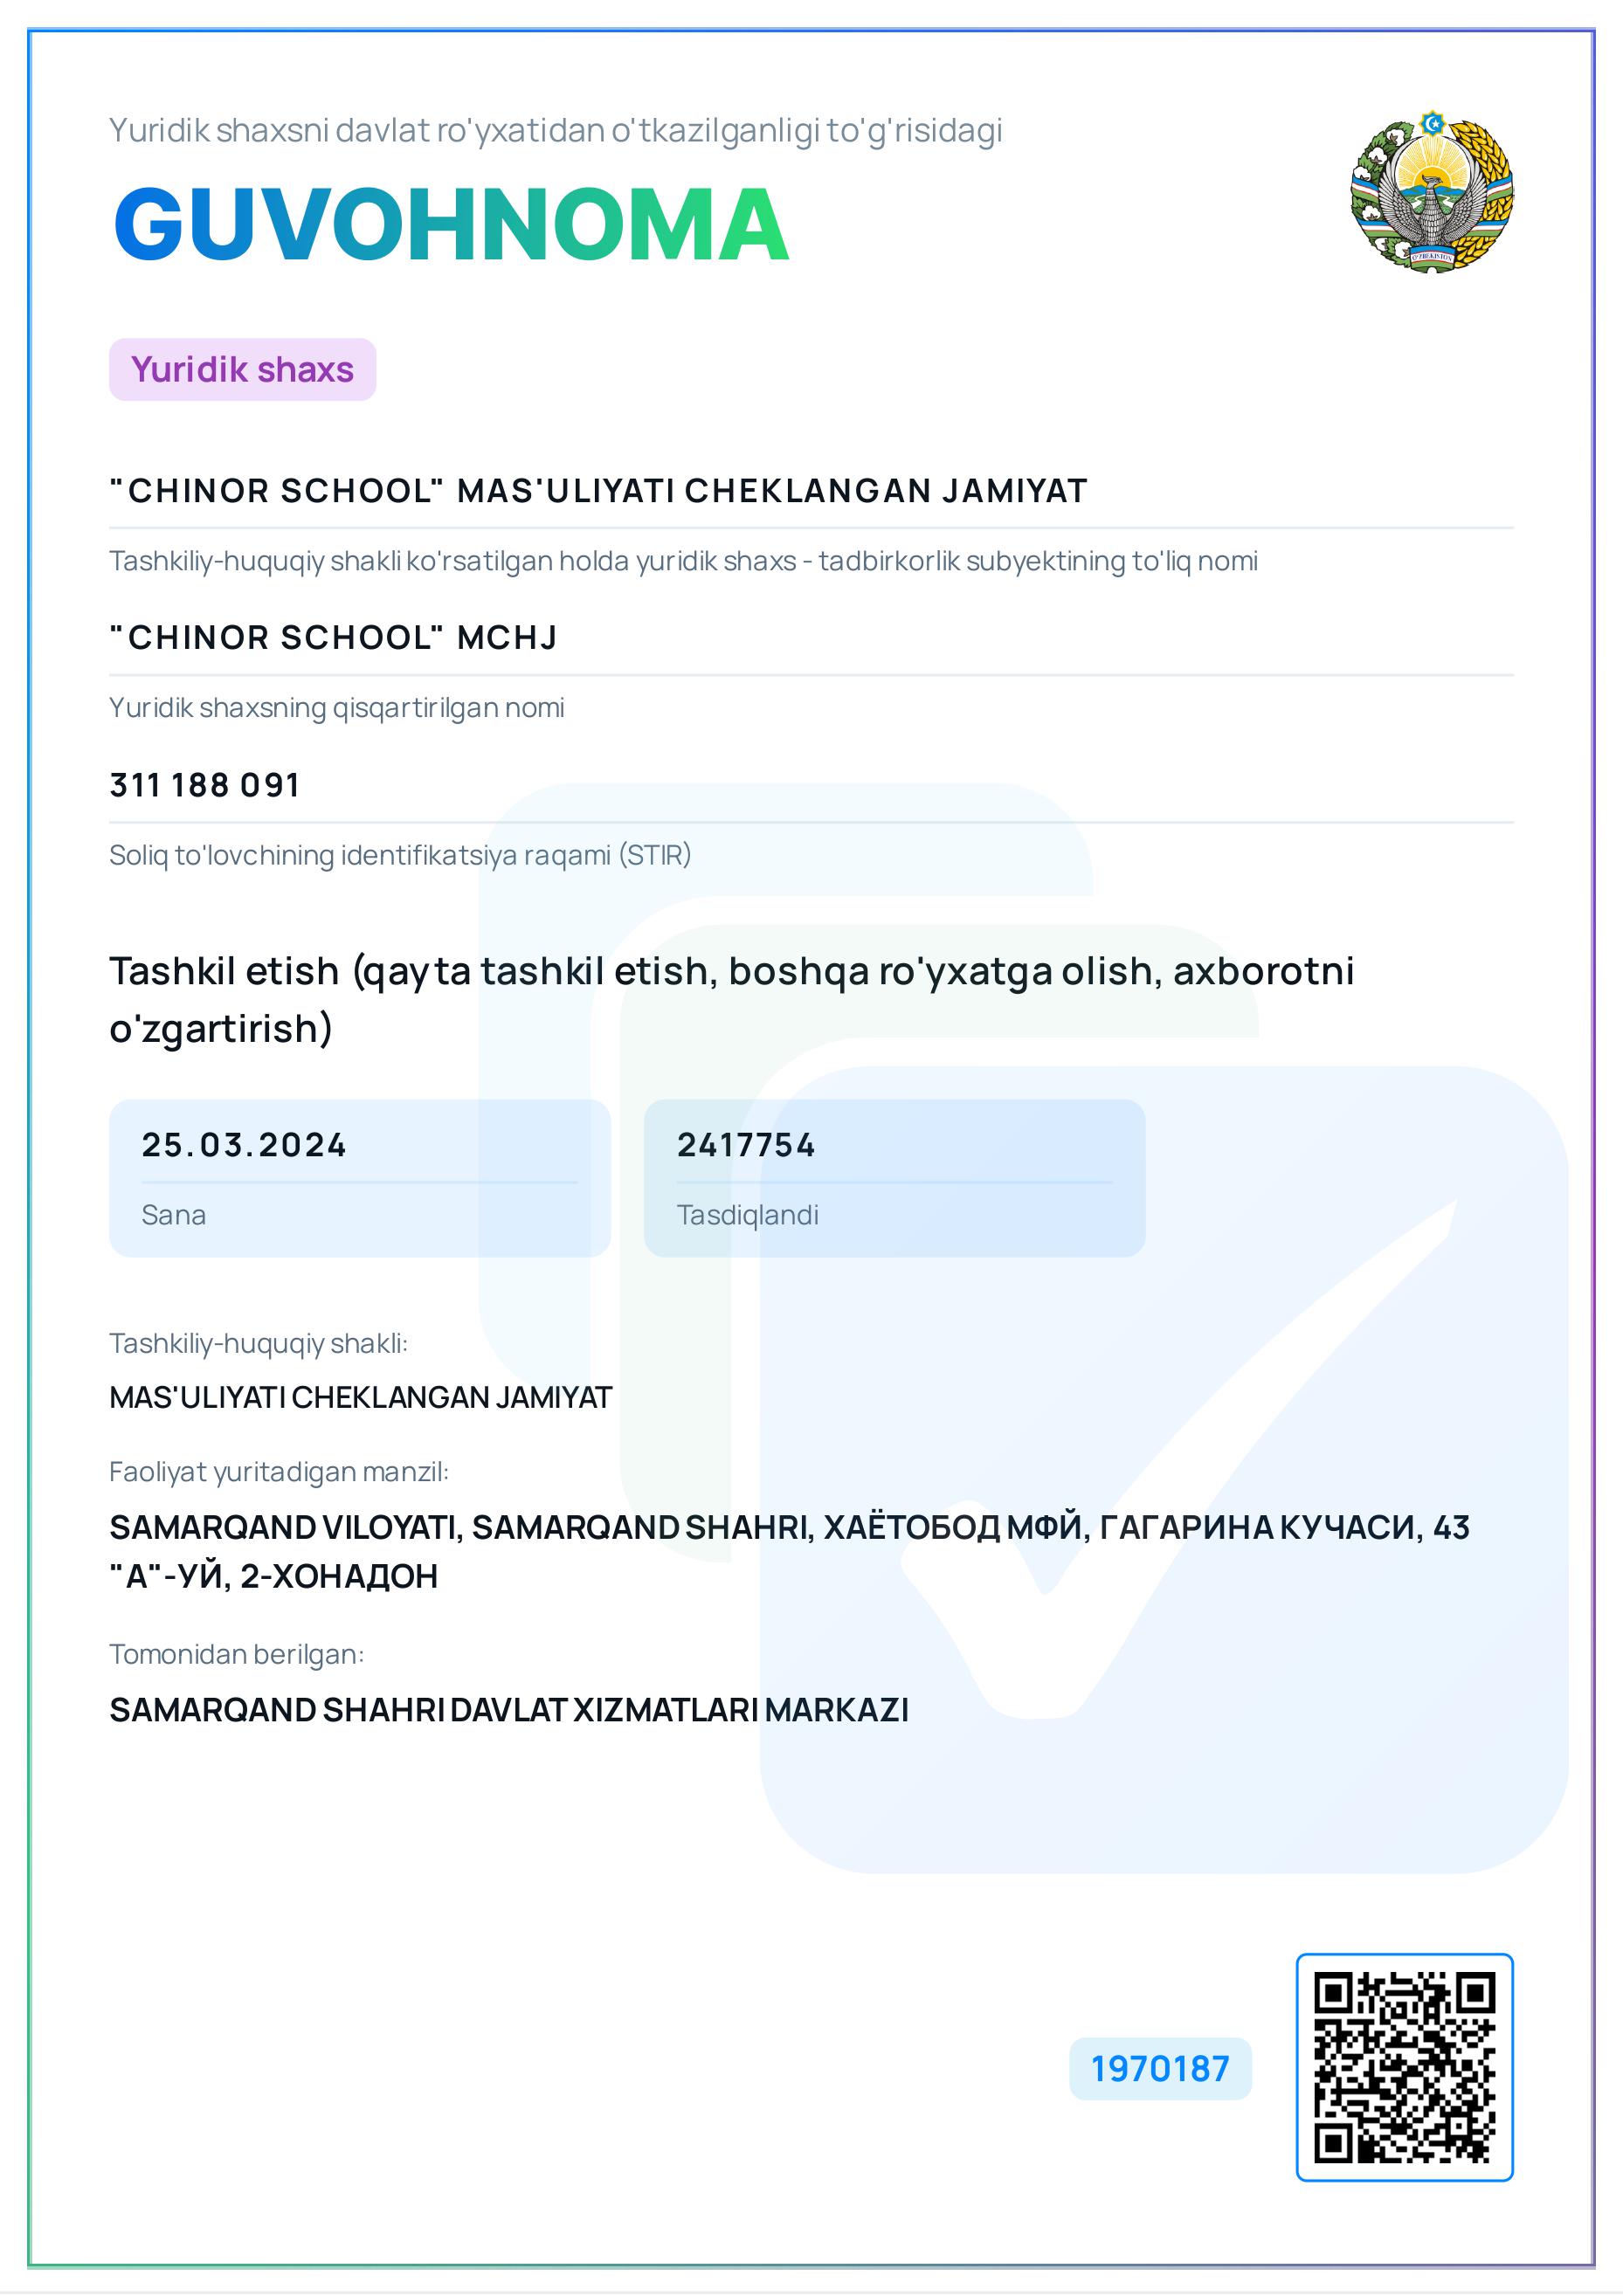 Yuridik shaxsni davlat ro'yxatidan o'tkazilganligi to'g'risidagi
GUVOHNOMA
O'ZBEKISTON
Yuridik shaxs
"CHINOR SCHOOL" MAS'ULIYATI CHEKLANGAN JAMIYAT
Tashkiliy-huquqiy shakli ko'rsatilgan holda yuridik shaxs - tadbirkorlik subyektining to'liq nomi
"CHINOR SCHOOL" MCHJ
Yuridik shaxsning qisqartirilgan nomi
311 188 091
Soliq to'lovchining identifikatsiya raqami (STIR)
Tashkil etish (qayta tashkil etish, boshqa ro'yxatga olish, axborotni
o'zgartirish)
25.03.2024
Sana
2417754
Tasdiqlandi
Tashkiliy-huquqiy shakli:
MAS'ULIYATI CHEKLANGAN JAMIYAT
Faoliyat yuritadigan manzil:
SAMARQAND VILOYATI, SAMARQAND SHAHRI, ХАЁТОБОД МФЙ, ГАГАРИНА КУЧАСИ, 43
"А"-УЙ, 2-ХОНАДОН
Tomonidan berilgan:
SAMARQAND SHAHRI DAVLAT XIZMATLARI MARKAZI
1970187